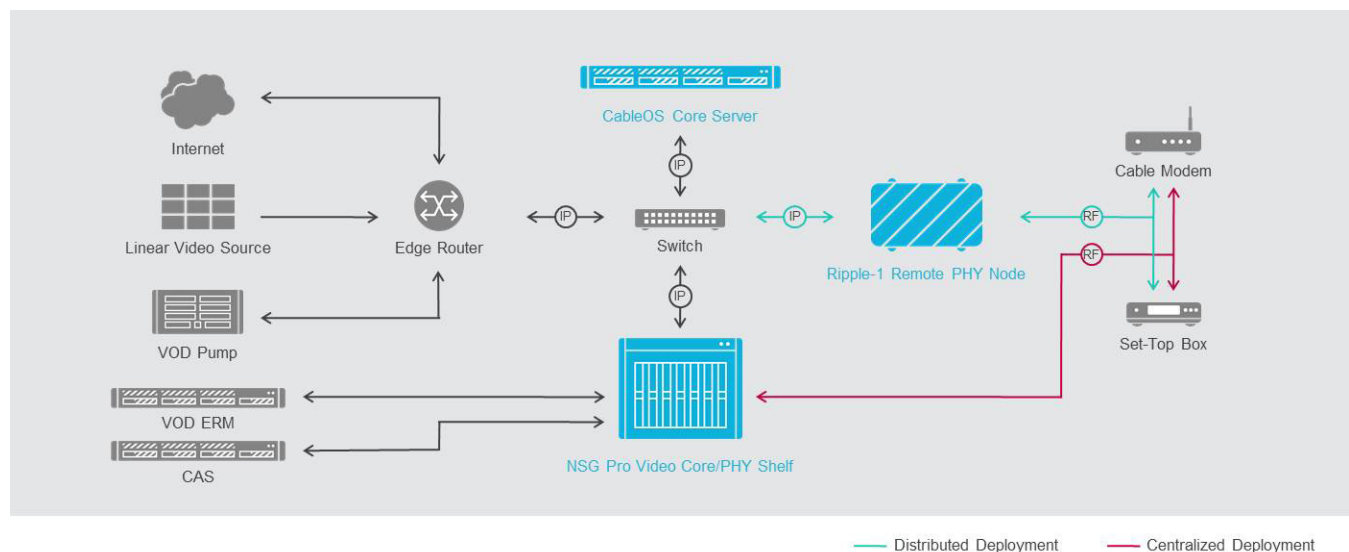 CableOS Core Server
Internet
IP
Cable Modem
Linear Video Source
Edge Router
IP
Switch
IP
RF
Ripple-1 Remote PHY Node
RF
IP
VOD Pump
Set-Top Box
VOD ERM
CAS
NSG Pro Video Core/PHY Shelf
Distributed Deployment
Centralized Deployment